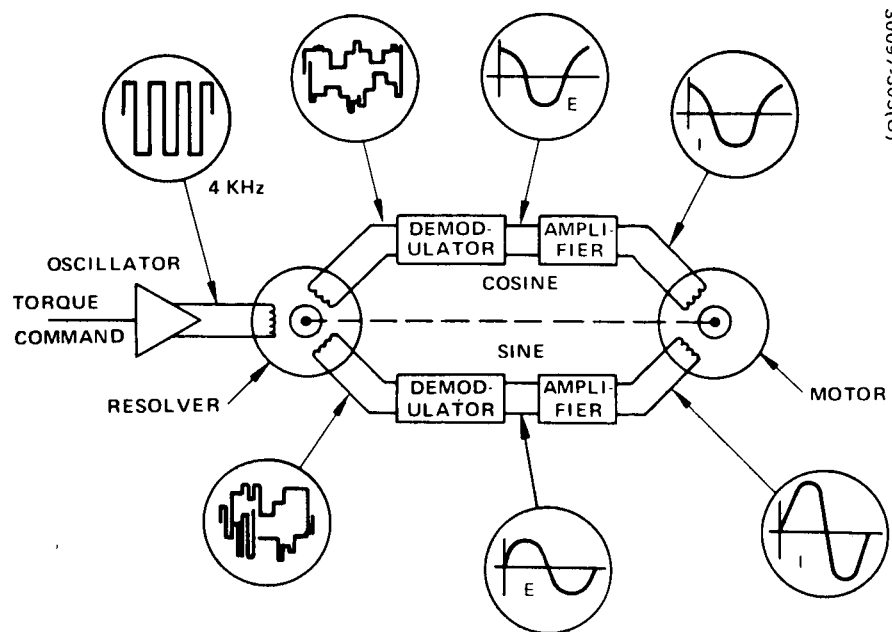 4 KHz
E
I
DEMOD-
ULATOR
AMPLI-
FIER
COSINE
OSCILLATOR
TORQUE
COMMAND
SINE
DEMOD-
ULATOR
AMPLI-
FIER
RESOLVER
MOTOR
E
I